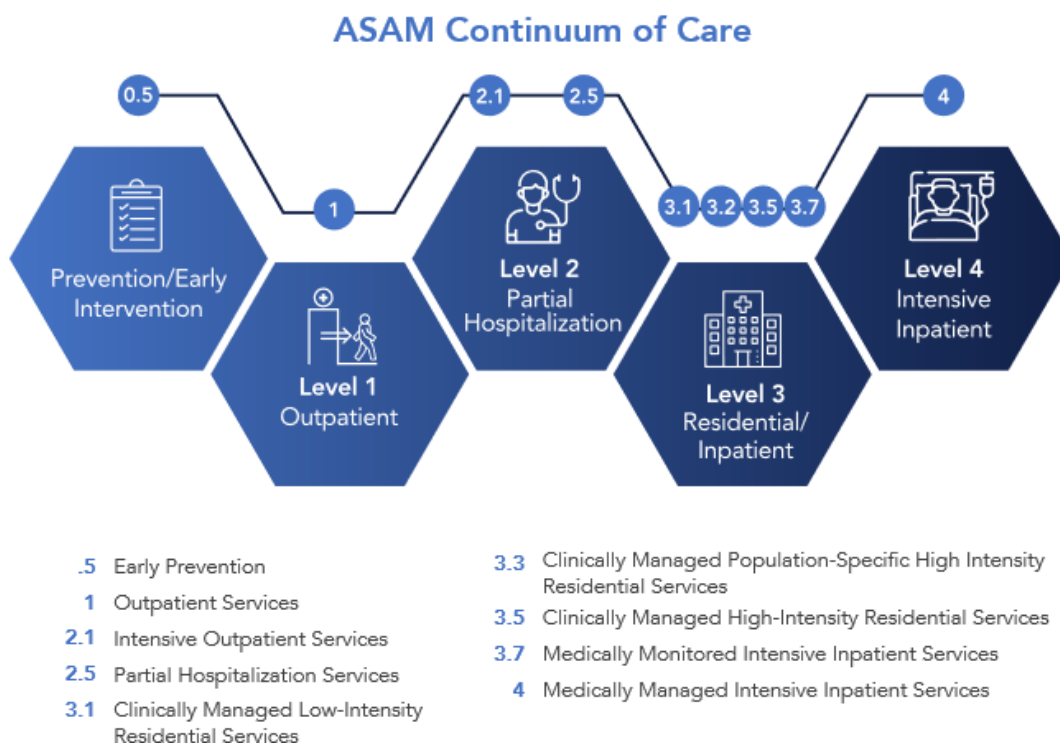 ASAM Continuum of Care
0.5
1
2.1
2.5
3.1
3.2
3.5
3.7
4
Prevention/Early
Intervention
Level 1
Outpatient
Level 2
Partial
Hospitalization
Level 3
Residential/
Inpatient
Level 4
Intensive
Inpatient
.5 Early Prevention
1 Outpatient Services
2.1 Intensive Outpatient Services
2.5 Partial Hospitalization Services
3.1 Clinically Managed Low-Intensity
Residential Services
3.3 Clinically Managed Population-Specific High Intensity
Residential Services
3.5 Clinically Managed High-Intensity Residential Services
3.7 Medically Monitored Intensive Inpatient Services
4 Medically Managed Intensive Inpatient Services